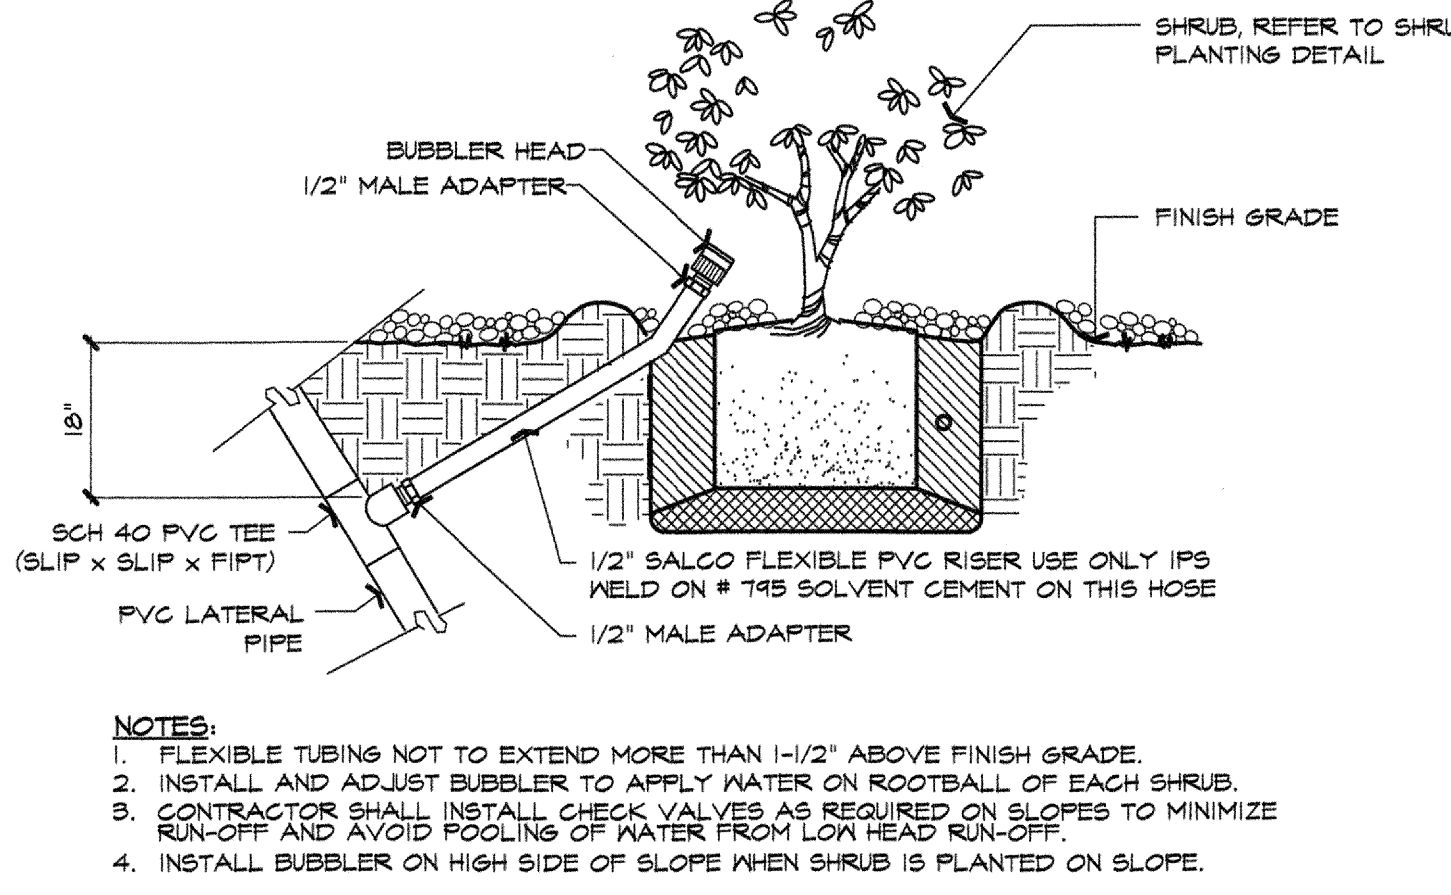 SHRUB, REFER TO
PLANTING DETAIL
BUBBLER HEAD
1/2" MALE ADAPTER
FINISH GRADE
18"
SCH 40 PVC TEE
(SLIP x SLIP x FIPT)
PVC LATERAL
PIPE
1/2" SALCO FLEXIBLE PVC RISER USE ONLY IPS
WELD ON # 795 SOLVENT CEMENT ON THIS HOSE
1/2" MALE ADAPTER
NOTES:
1. FLEXIBLE TUBING NOT TO EXTEND MORE THAN 1-1/2" ABOVE FINISH GRADE.
2. INSTALL AND ADJUST BUBBLER TO APPLY WATER ON ROOTBALL OF EACH SHRUB.
3. CONTRACTOR SHALL INSTALL CHECK VALVES AS REQUIRED ON SLOPES TO MINIMIZE
RUN-OFF AND AVOID POOLING OF WATER FROM LOW HEAD RUN-OFF.
4. INSTALL BUBBLER ON HIGH SIDE OF SLOPE WHEN SHRUB IS PLANTED ON SLOPE.